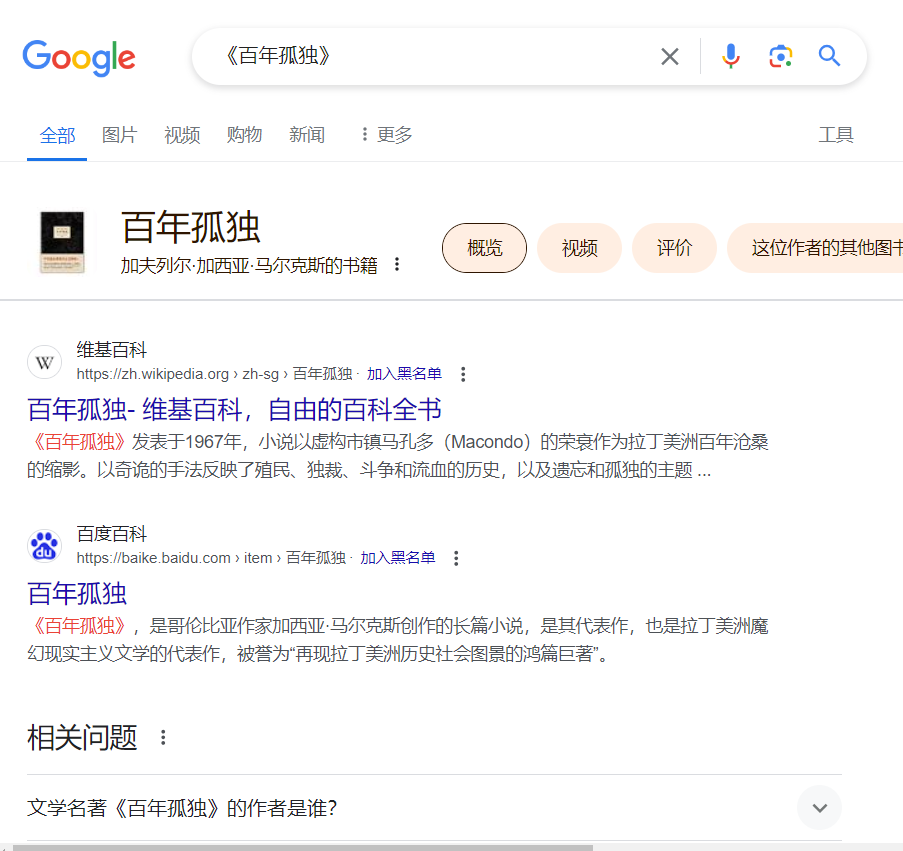 Google
《百年孤独》
全部 图片 视频 购物 新闻 更多 工具
百年孤独
加夫列尔·加西亚·马尔克斯的书籍
概览 视频 评价 这位作者的其他图书
W 维基百科
https://zh.wikipedia.org › zh-sg › 百年孤独 · 加入黑名单
百年孤独- 维基百科，自由的百科全书
《百年孤独》发表于1967年，小说以虚构市镇马孔多（Macondo）的荣衰作为拉丁美洲百年沧桑
的缩影。以奇诡的手法反映了殖民、独裁、斗争和流血的历史，以及遗忘和孤独的主题 ...
du 百度百科
https://baike.baidu.com › item › 百年孤独 · 加入黑名单
百年孤独
《百年孤独》，是哥伦比亚作家加西亚·马尔克斯创作的长篇小说，是其代表作，也是拉丁美洲魔
幻现实主义文学的代表作，被誉为“再现拉丁美洲历史社会图景的鸿篇巨著”。
相关问题
文学名著《百年孤独》的作者是谁？